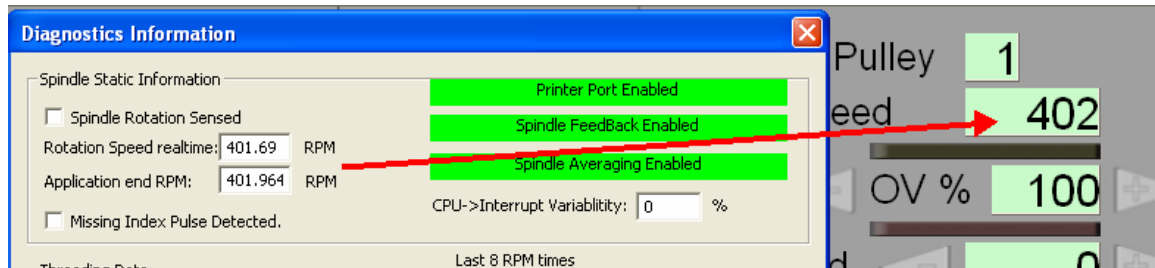 Diagnostics Information
Spindle Static Information
Spindle Rotation Sensed
Rotation Speed realtime: 401.69 RPM
Application end RPM: 401.964 RPM
Missing Index Pulse Detected.
Printer Port Enabled
Spindle FeedBack Enabled
Spindle Averaging Enabled
CPU->Interrupt Variablitity: 0 %
Last 8 RPM times
Pulley 1
eed 402
OV % 100